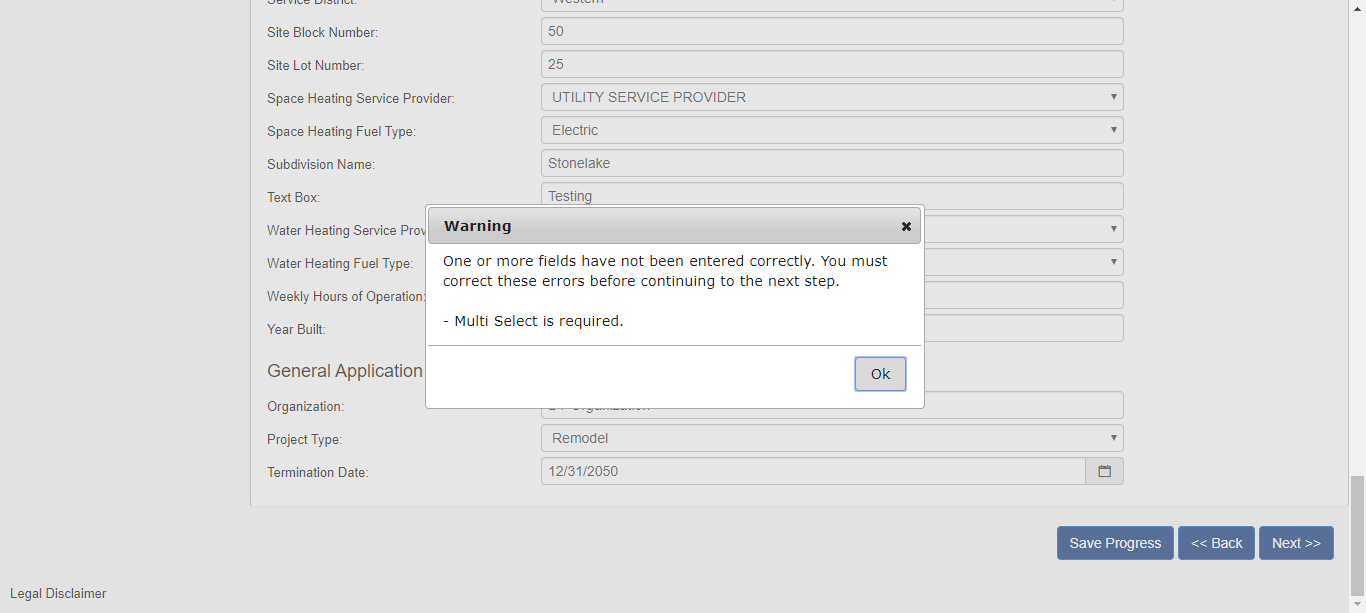 Service District:
Western
Site Block Number:
50
Site Lot Number:
25
Space Heating Service Provider:
UTILITY SERVICE PROVIDER
Space Heating Fuel Type:
Electric
Subdivision Name:
Stonelake
Text Box:
Testing
Water Heating Service Prov
Water Heating Fuel Type:
Weekly Hours of Operation:
Year Built:
Warning
One or more fields have not been entered correctly. You must
correct these errors before continuing to the next step.
- Multi Select is required.
Ok
General Application
Organization:
Organization
Project Type:
Remodel
Termination Date:
12/31/2050
Save Progress
<< Back
Next >>
Legal Disclaimer